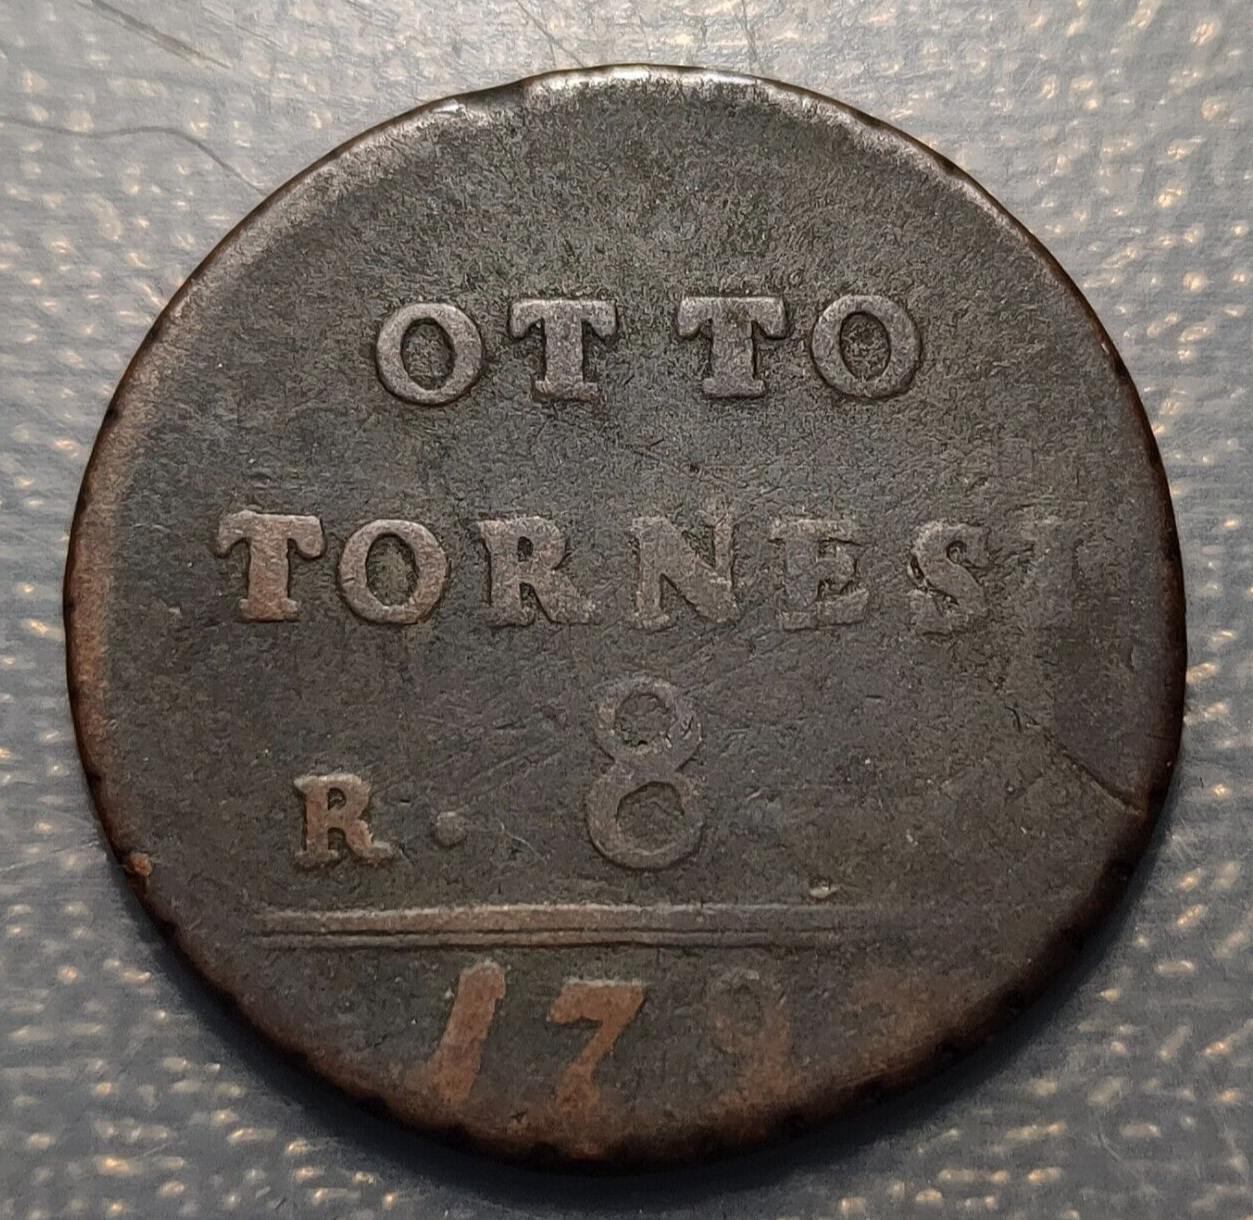 OTTO
TORNESI
R. 8
179